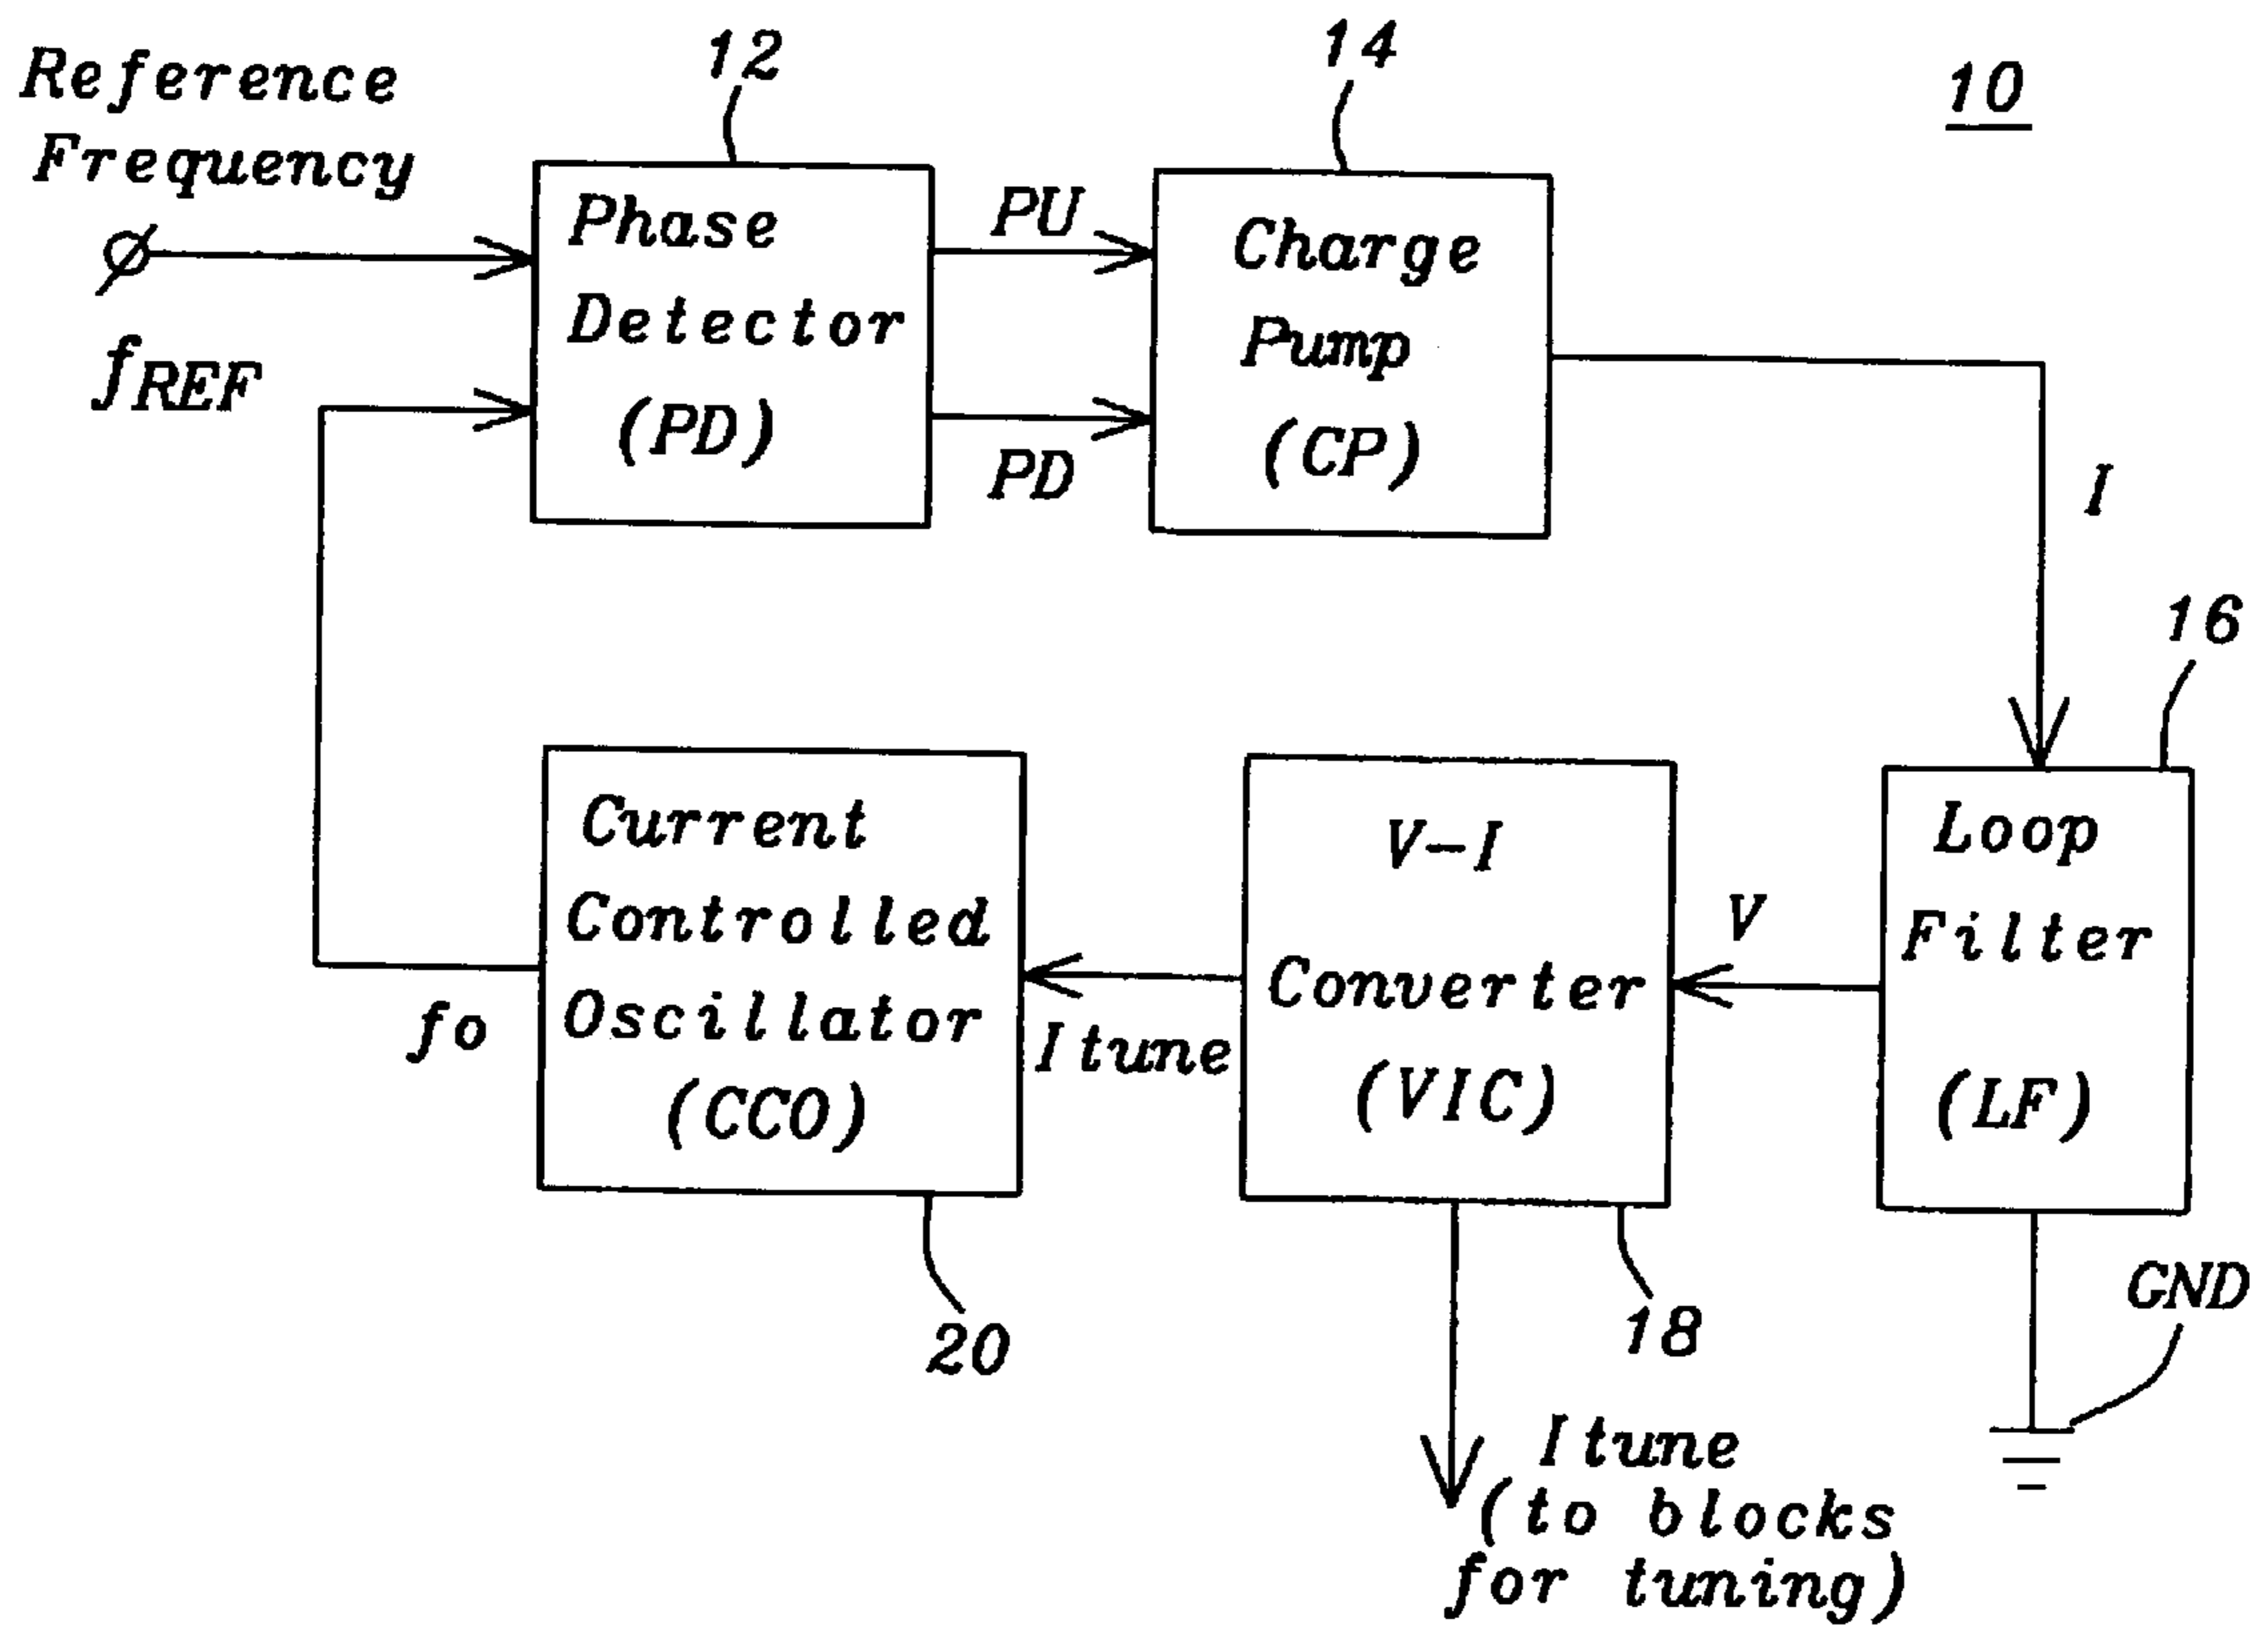 Reference
Frequency
fREF
12
Phase
Detector
(PD)
PU
PD
14
Charge
Pump
(CP)
10
I
16
Loop
Filter
(LF)
V
V-I
Converter
(VIC)
18
Itune
Current
Controlled
Oscillator
(CCO)
20
fo
GND
Itune
(to blocks
for tuning)